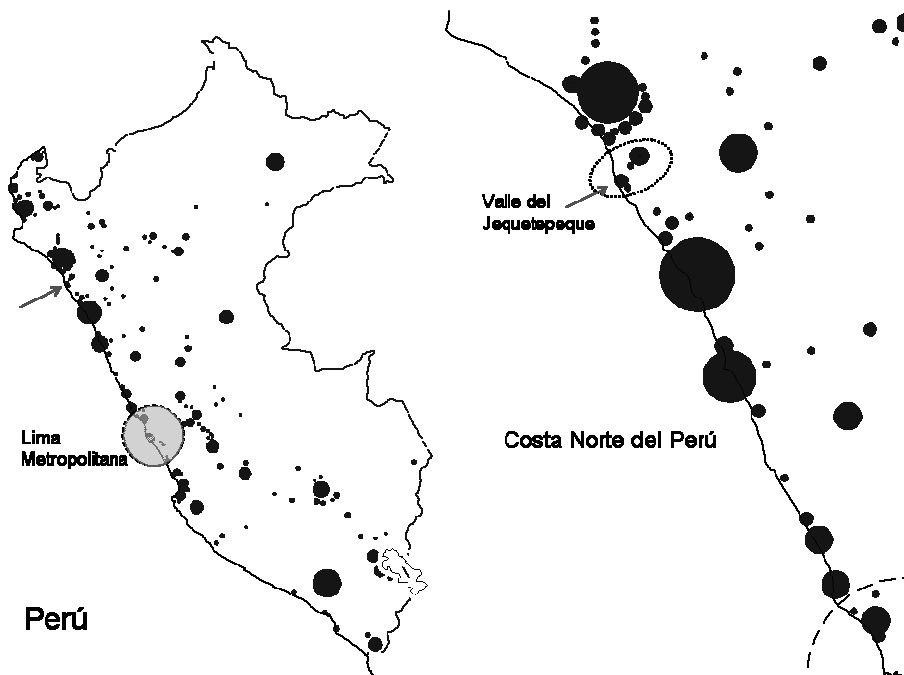 Lima
Metropolitana
Perú
Valle del
Jequetepeque
Costa Norte del Perú